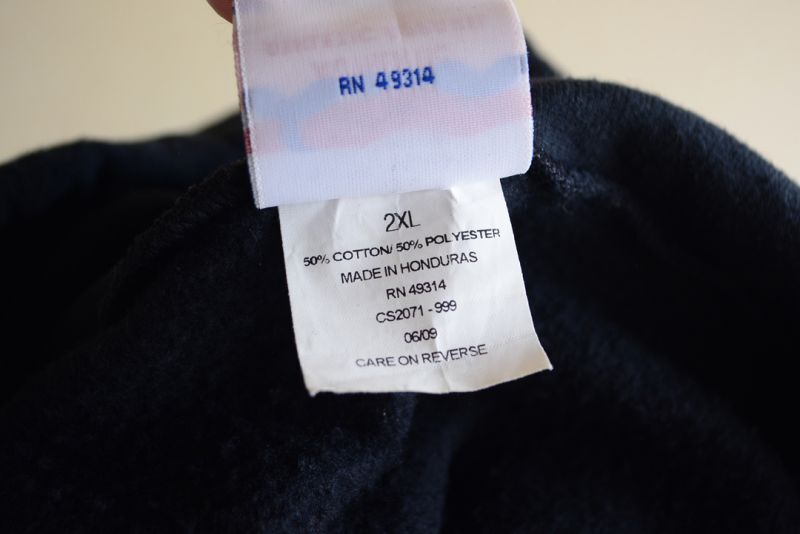 RN 49314
2XL
50% COTTON/ 50% POLYESTER
MADE IN HONDURAS
RN 49314
CS2071 - 999
06/09
CARE ON REVERSE